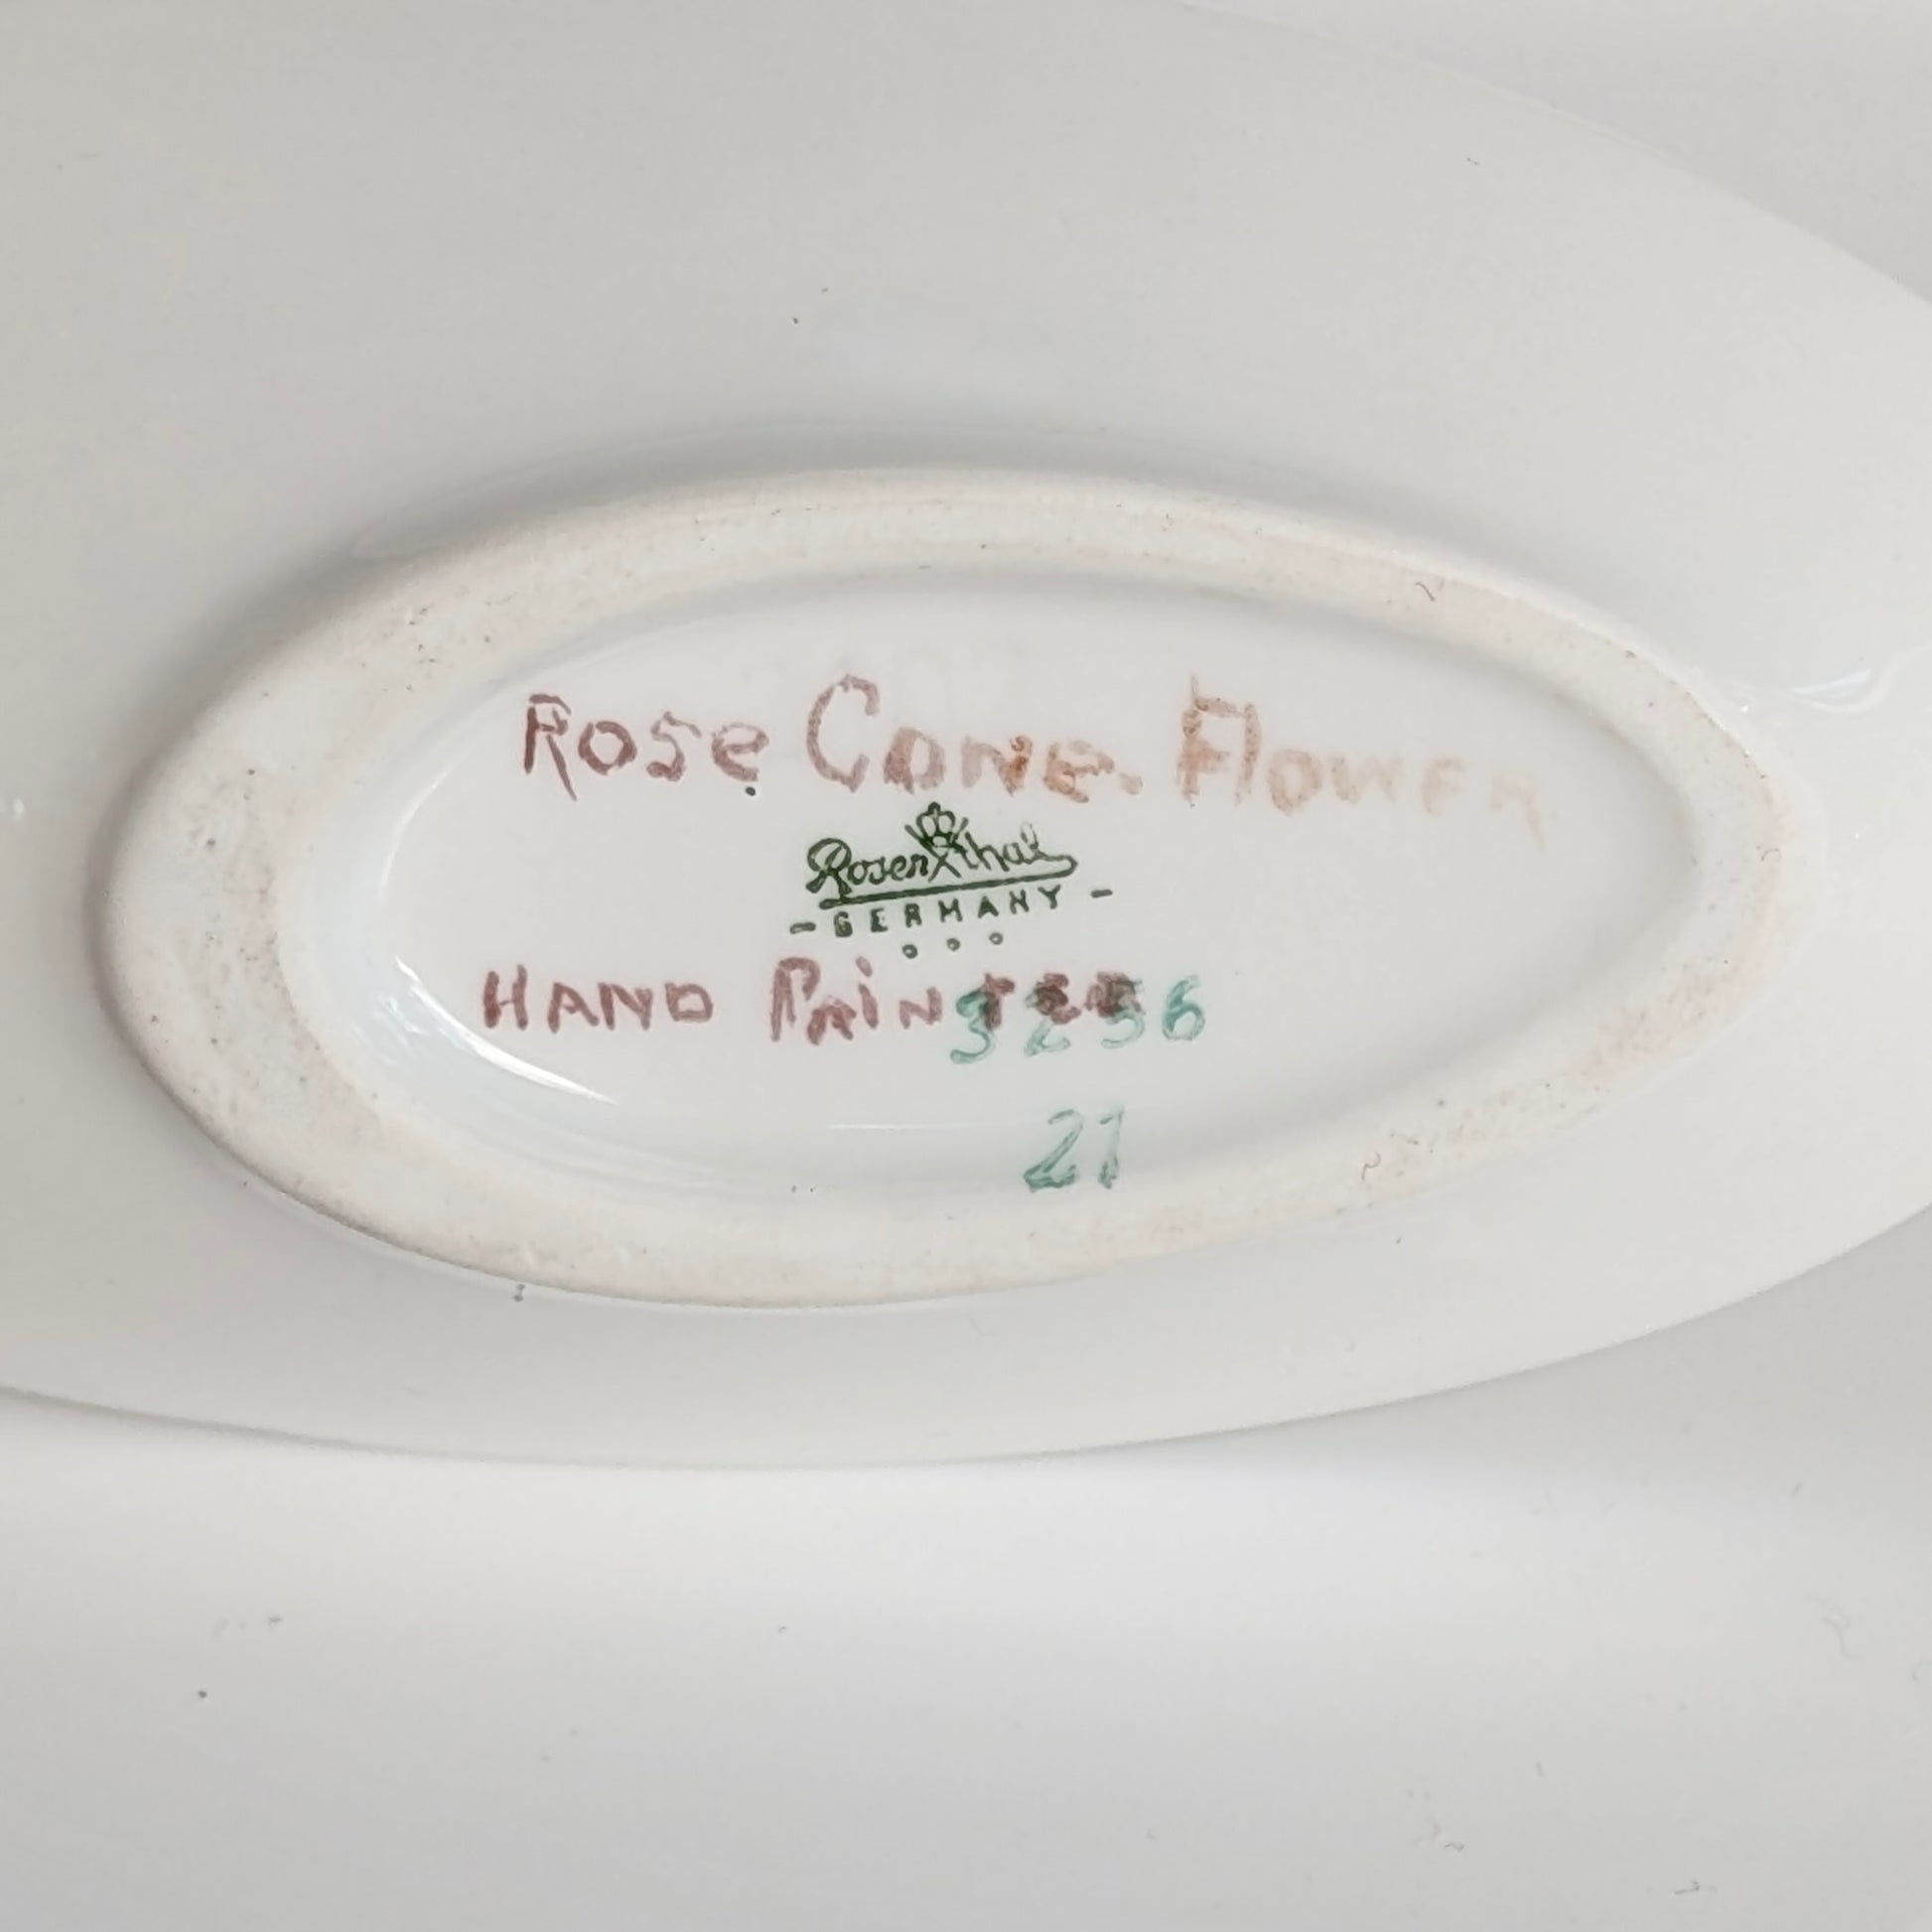 Rose Cone Flower
Rosenthal
- GERMANY -
HAND PAINTED
3256
21